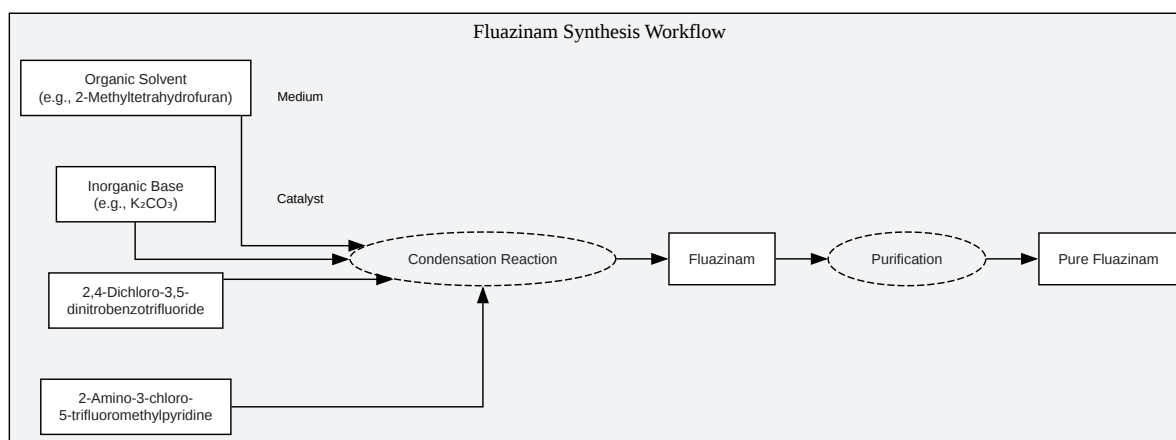 Fluazinam Synthesis Workflow
Organic Solvent
(e.g., 2-Methyltetrahydrofuran)
Medium
Inorganic Base
(e.g., K₂CO₃)
Catalyst
2,4-Dichloro-3,5-
dinitrobenzotrifluoride
2-Amino-3-chloro-
5-trifluoromethylpyridine
Condensation Reaction
Fluazinam
Purification
Pure Fluazinam